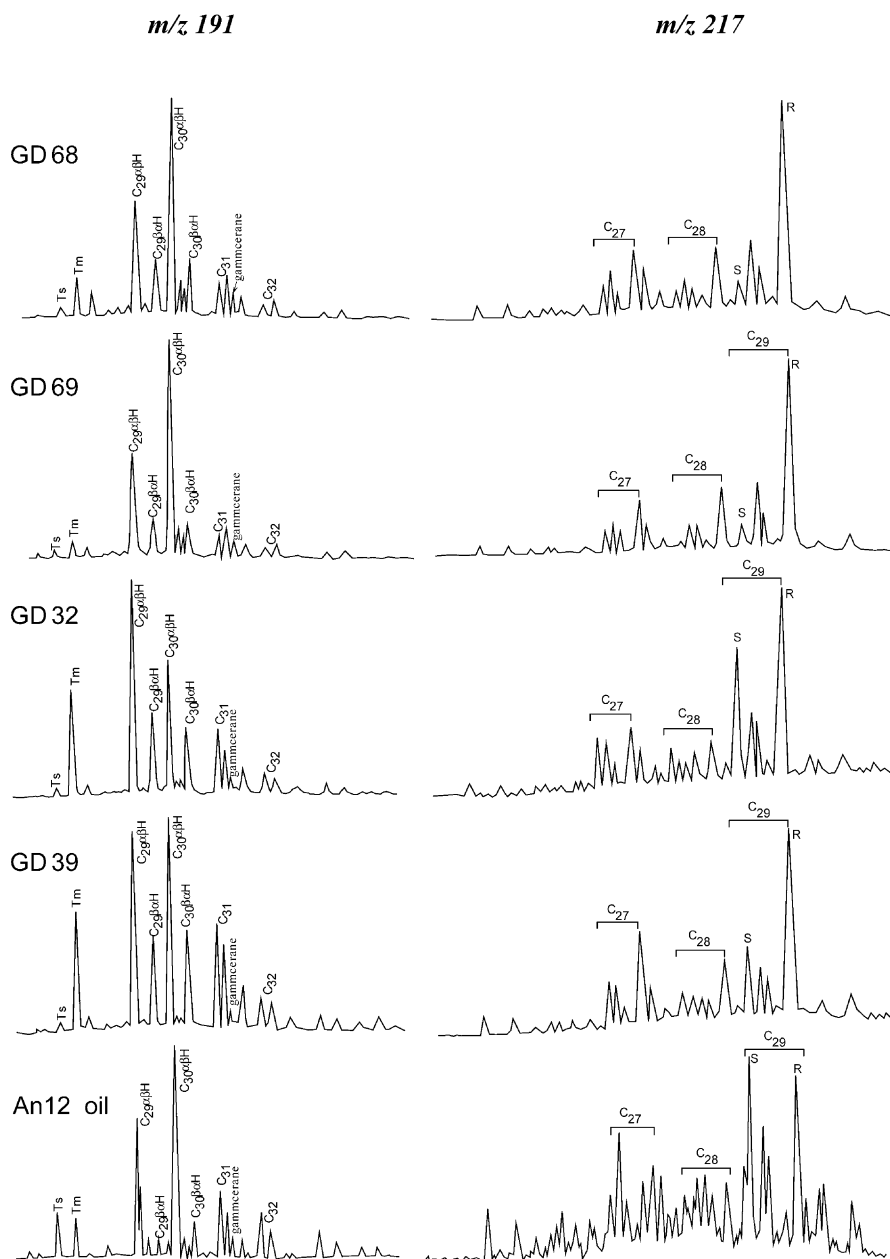 m/z 191 m/z 217
GD 68
Ts
Tm
C29αβH
C29βαH
C30αβH
C30βαH
C31
gammcerane
C32
C27
C28
S
R
GD 69
Ts
Tm
C29αβH
C29βαH
C30αβH
C30βαH
C31
gammcerane
C32
C27
C28
C29
S
R
GD 32
Ts
Tm
C29αβH
C29βαH
C30αβH
C30βαH
C31
gammcerane
C32
C27
C28
C29
S
R
GD 39
Ts
Tm
C29αβH
C29βαH
C30αβH
C30βαH
C31
gammcerane
C32
C27
C28
C29
S
R
An12 oil
Ts
Tm
C29αβH
C29βαH
C30αβH
C30βαH
C31
gammcerane
C32
C27
C28
C29
S
R